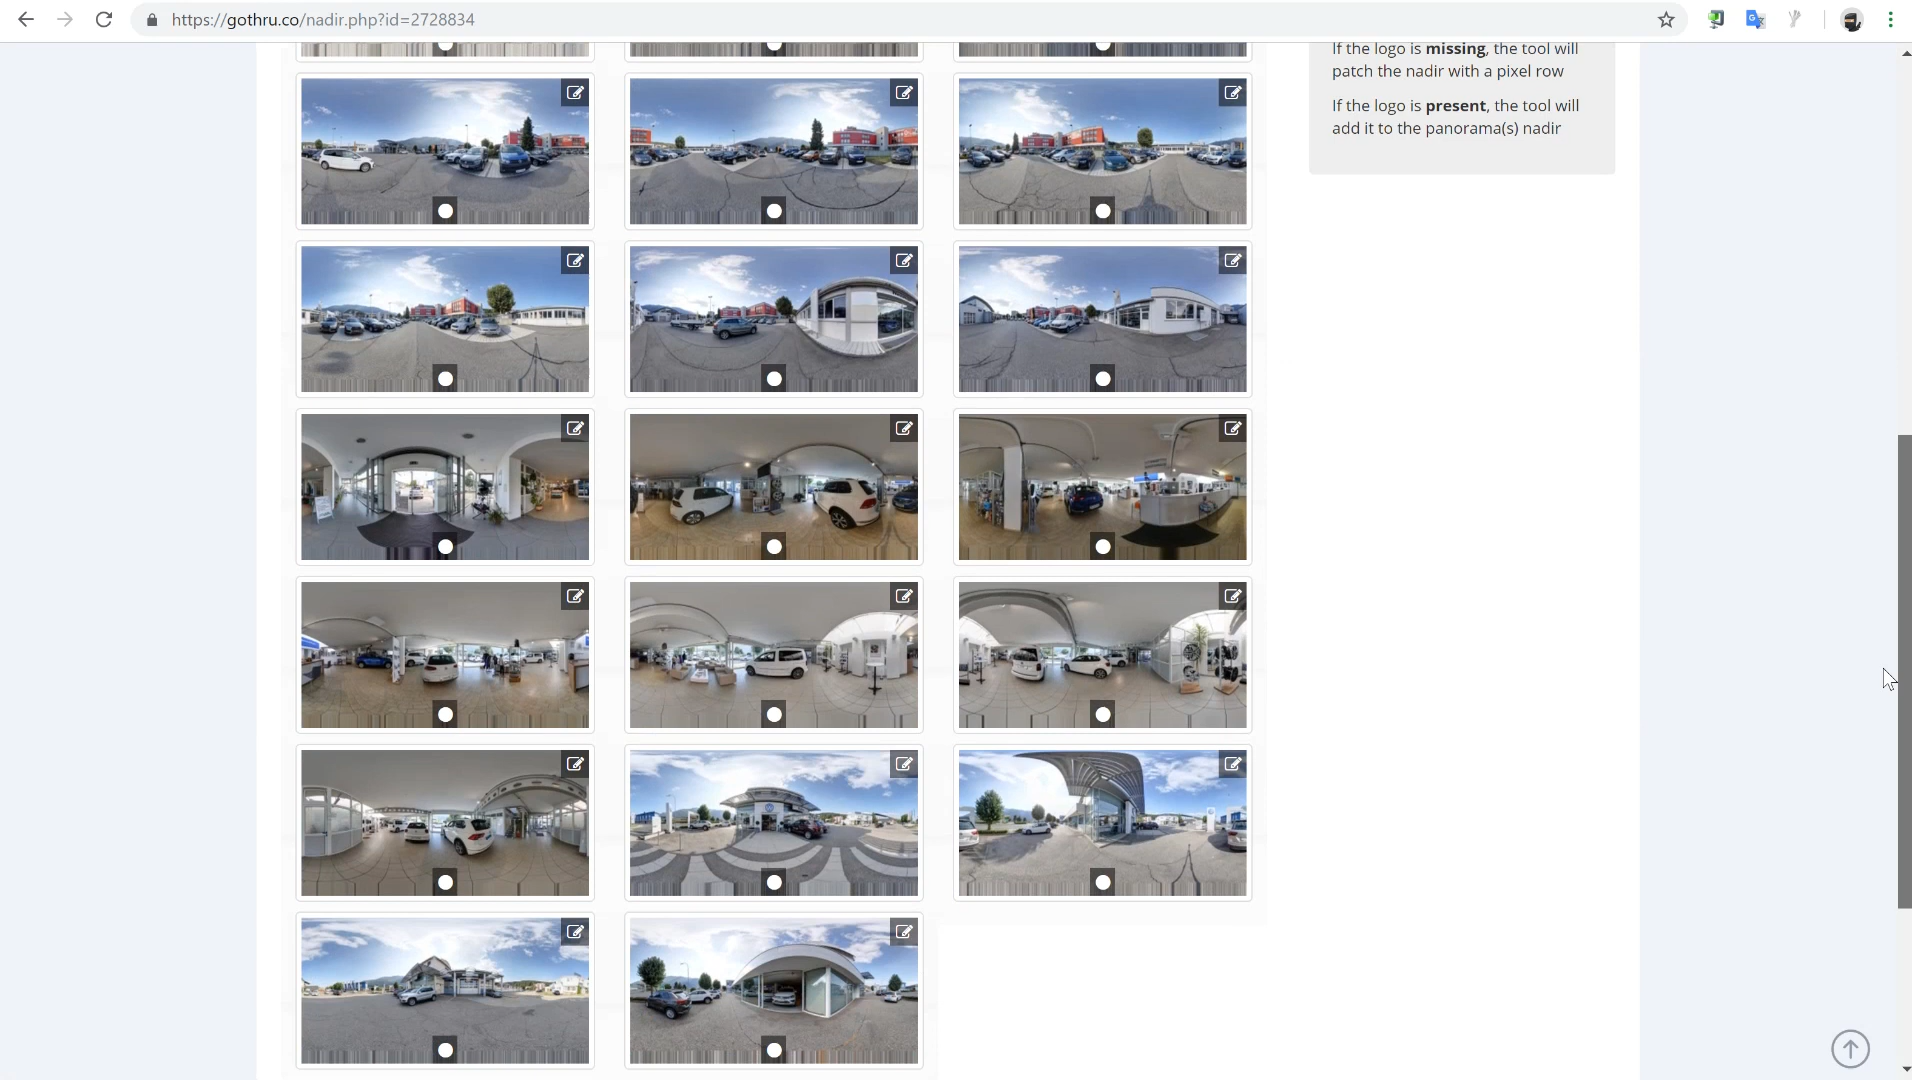 https://gothru.co/nadir.php?id=2728834
If the logo is missing, the tool will
patch the nadir with a pixel row
If the logo is present, the tool will
add it to the panorama(s) nadir